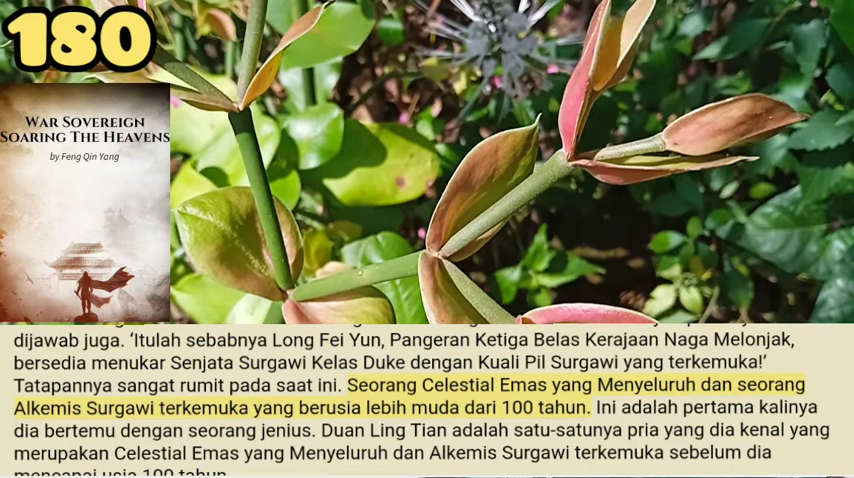 180
WAR SOVEREIGN
SOARING THE HEAVENS
by Feng Qin Yang
dijawab juga. ‘Itulah sebabnya Long Fei Yun, Pangeran Ketiga Belas Kerajaan Naga Melonjak,
bersedia menukar Senjata Surgawi Kelas Duke dengan Kuali Pil Surgawi yang terkemuka!’
Tatapannya sangat rumit pada saat ini. Seorang Celestial Emas yang Menyeluruh dan seorang
Alkemis Surgawi terkemuka yang berusia lebih muda dari 100 tahun. Ini adalah pertama kalinya
dia bertemu dengan seorang jenius. Duan Ling Tian adalah satu-satunya pria yang dia kenal yang
merupakan Celestial Emas yang Menyeluruh dan Alkemis Surgawi terkemuka sebelum dia
mencapai usia 100 tahun.